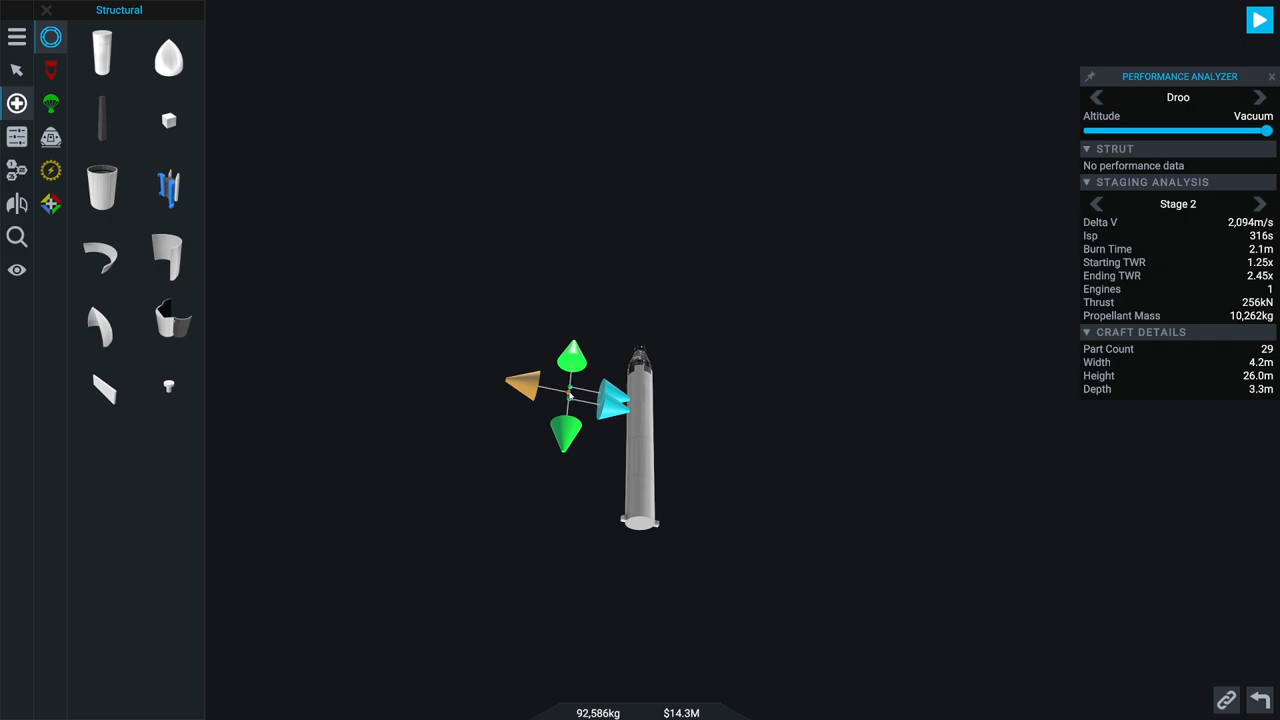 Structural
PERFORMANCE ANALYZER
Droo
Altitude Vacuum
STRUT
No performance data
STAGING ANALYSIS
Stage 2
Delta V 2,094m/s
Isp 316s
Burn Time 2.1m
Starting TWR 1.25x
Ending TWR 2.45x
Engines 1
Thrust 256kN
Propellant Mass 10,262kg
CRAFT DETAILS
Part Count 29
Width 4.2m
Height 26.0m
Depth 3.3m
92,586kg $14.3M